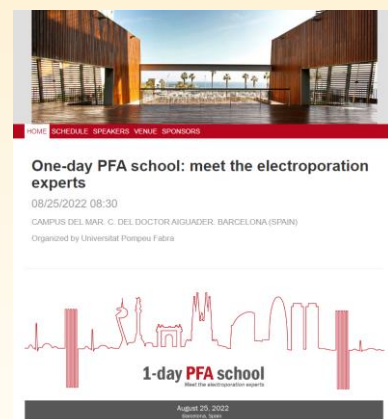 HOME SCHEDULE SPEAKERS VENUE SPONSORS
One-day PFA school: meet the electroporation
experts
08/25/2022 08:30
CAMPUS DEL MAR. C. DEL DOCTOR AIGUADER. BARCELONA (SPAIN)
Organized by Universitat Pompeu Fabra
1-day PFA school
Meet the electroporation experts
August 25, 2022
Barcelona, Spain